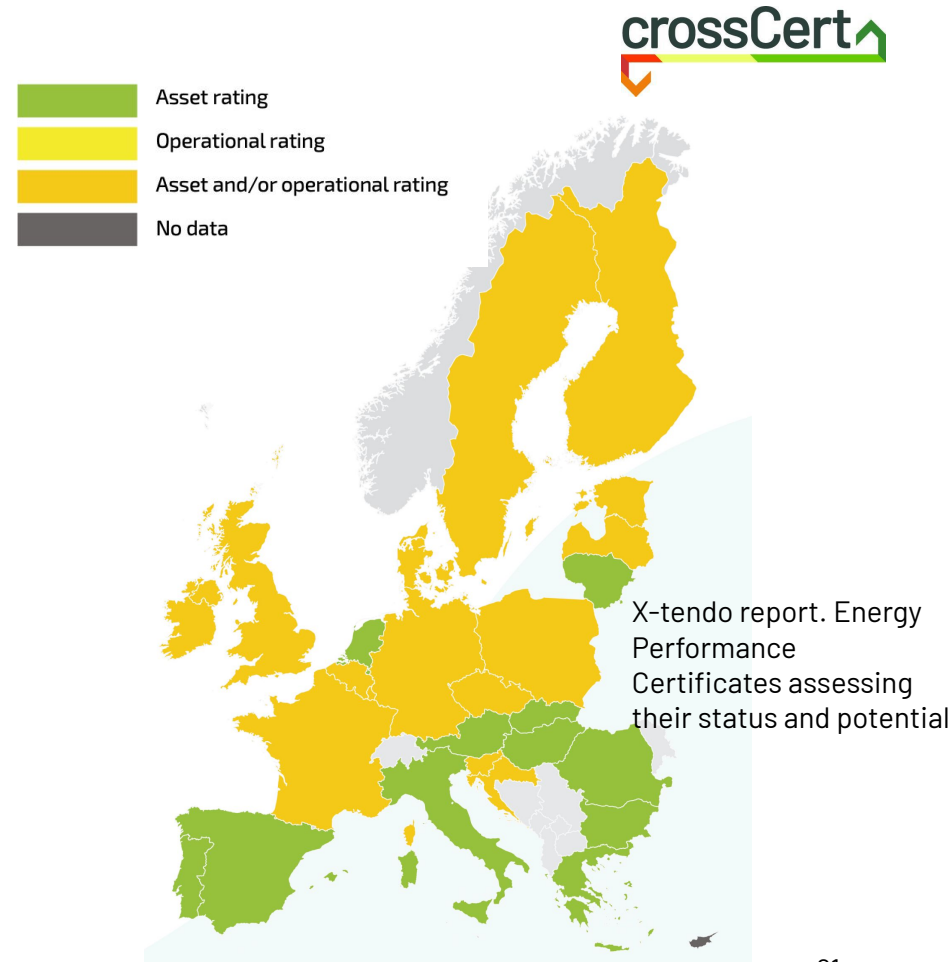 crossCert
Asset rating
Operational rating
Asset and/or operational rating
No data
X-tendo report. Energy
Performance
Certificates assessing
their status and potential